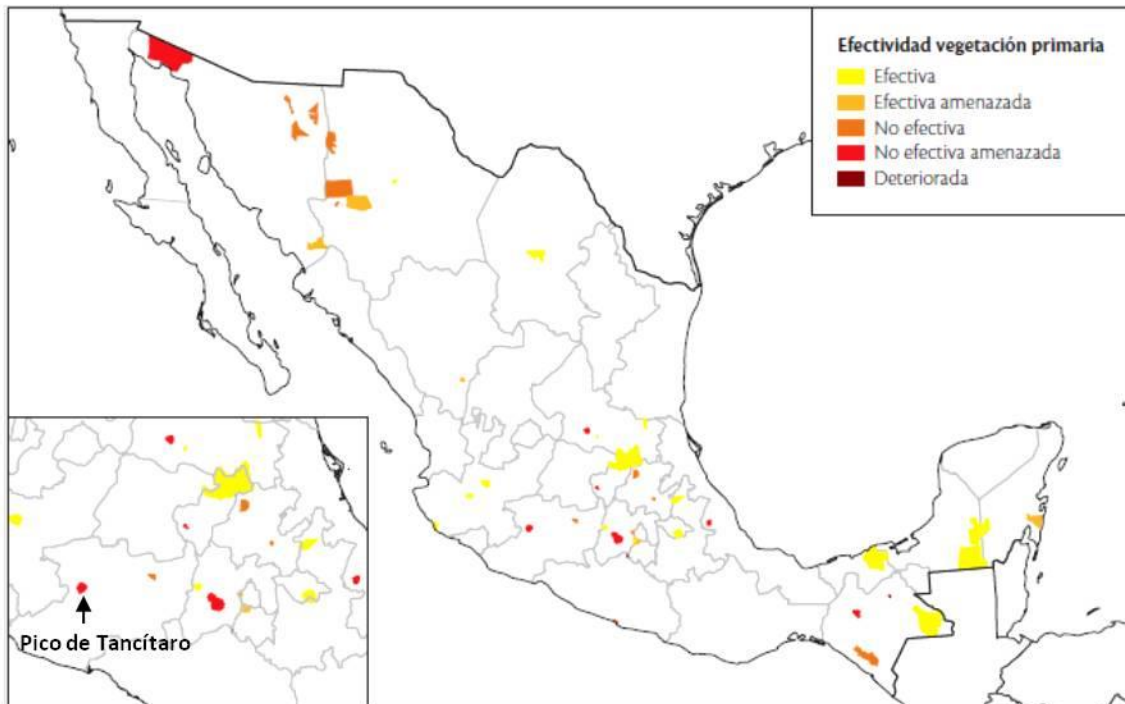 Efectividad vegetación primaria
Efectiva
Efectiva amenazada
No efectiva
No efectiva amenazada
Deteriorada
Pico de Tancítaro